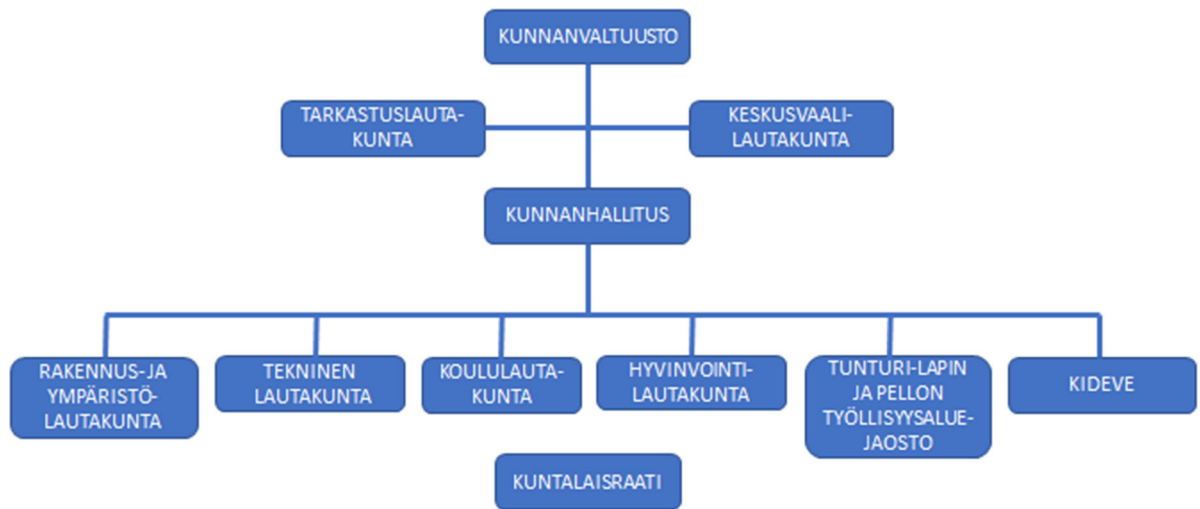 KUNNANVALTUUSTO
TARKASTUSLAUTA-
KUNTA
KESKUSVAALI-
LAUTAKUNTA
KUNNANHALLITUS
RAKENNUS- JA
YMPÄRISTÖ-
LAUTAKUNTA
TEKNINEN
LAUTAKUNTA
KOULULAUTA-
KUNTA
HYVINVOINTI-
LAUTAKUNTA
TUNTURI-LAPIN
JA PELLON
TYÖLLISYYSALUE-
JAOSTO
KIDEVE
KUNTALAISRAATI